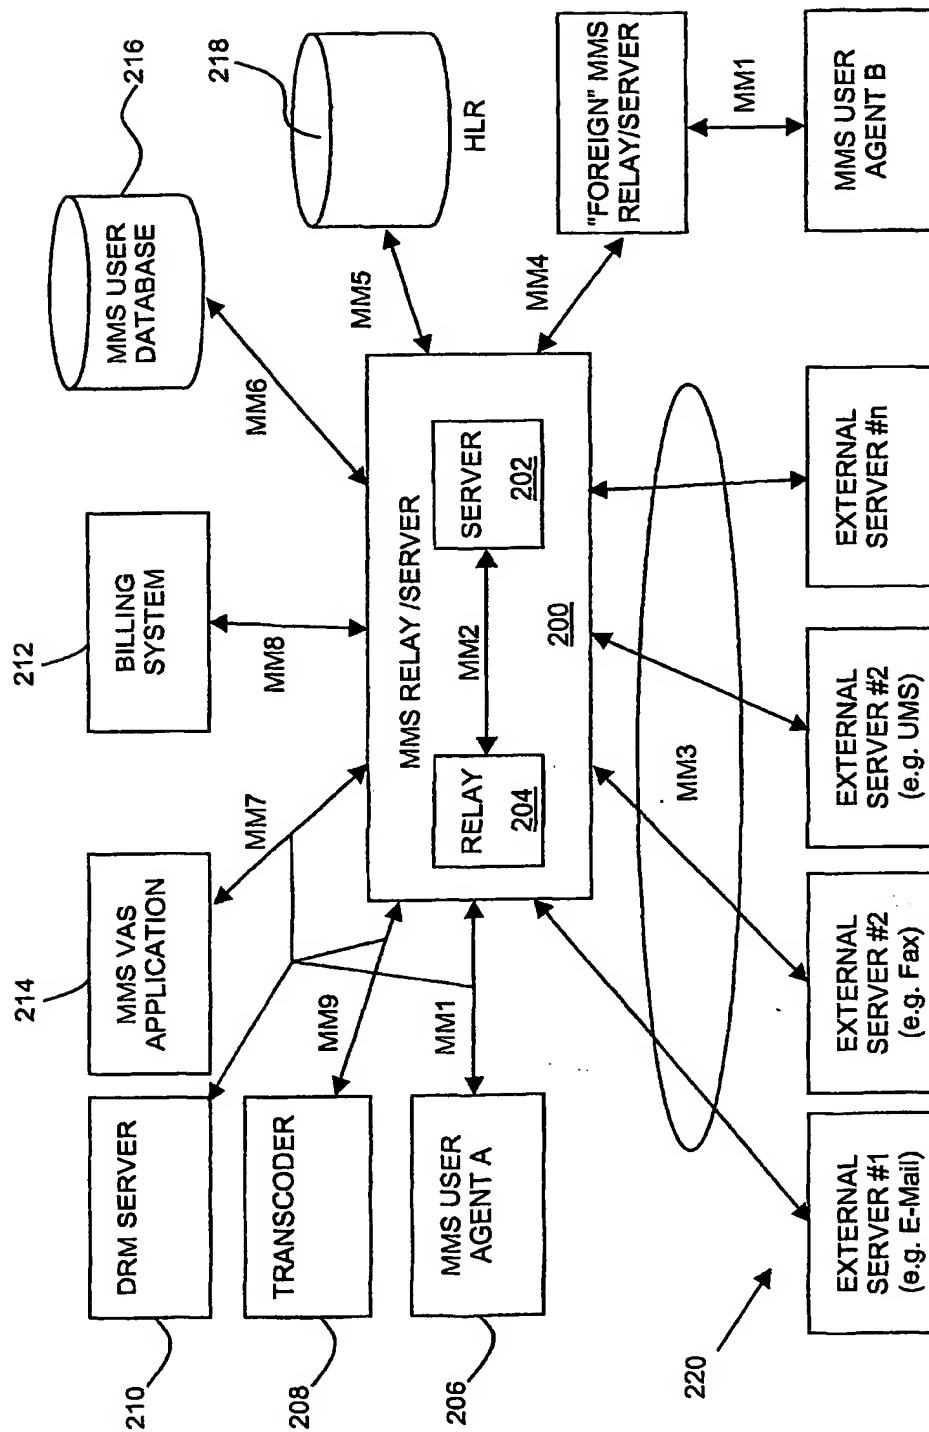 210
DRM SERVER
214
MMS VAS
APPLICATION
212
BILLING
SYSTEM
MMS USER
DATABASE
216
208
TRANSCODER
MM9
MM7
MM8
MM6
218
HLR
MM5
206
MMS USER
AGENT A
MM1
MMS RELAY /SERVER
RELAY
204
MM2
SERVER
202
200
MM4
"FOREIGN" MMS
RELAY/SERVER
MM1
MMS USER
AGENT B
MM3
220
EXTERNAL
SERVER #1
(e.g. E-Mail)
EXTERNAL
SERVER #2
(e.g. Fax)
EXTERNAL
SERVER #2
(e.g. UMS)
EXTERNAL
SERVER #n